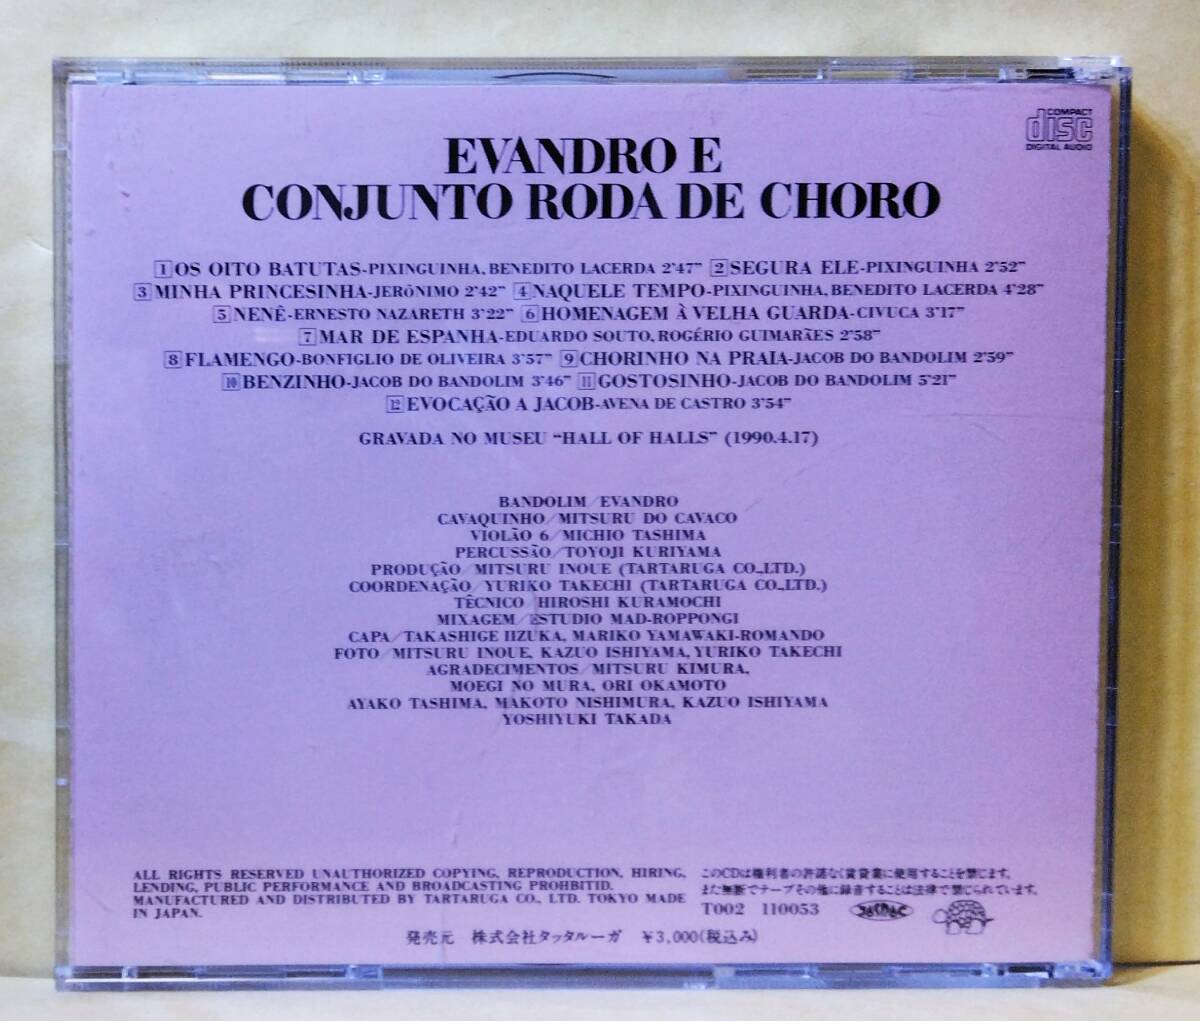 COMPACT
disc
DIGITAL AUDIO
EVANDRO E
CONJUNTO RODA DE CHORO
1 OS OITO BATUTAS-PIXINGUINHA, BENEDITO LACERDA 2'47" 2 SEGURA ELE-PIXINGUINHA 2'52"
3 MINHA PRINCESINHA-JERÔNIMO 2'42" 4 NAQUELE TEMPO-PIXINGUINHA, BENEDITO LACERDA 4'28"
5 NENÊ-ERNESTO NAZARETH 3'22" 6 HOMENAGEM À VELHA GUARDA-CIVUCA 3'17"
7 MAR DE ESPANHA-EDUARDO SOUTO, ROGÉRIO GUIMARÃES 2'58"
8 FLAMENGO-BONFIGLIO DE OLIVEIRA 3'57" 9 CHORINHO NA PRAIA-JACOB DO BANDOLIM 2'59"
10 BENZINHO-JACOB DO BANDOLIM 3'46" 11 GOSTOSINHO-JACOB DO BANDOLIM 5'21"
12 EVOCAÇÃO A JACOB-AVENA DE CASTRO 3'54"
GRAVADA NO MUSEU "HALL OF HALLS" (1990.4.17)
BANDOLIM/EVANDRO
CAVAQUINHO/MITSURU DO CAVACO
VIOLÃO 6/MICHIO TASHIMA
PERCUSSÃO/TOYOJI KURIYAMA
PRODUÇÃO/MITSURU INOUE (TARTARUGA CO.,LTD.)
COORDENAÇÃO/YURIKO TAKECHI (TARTARUGA CO.,LTD.)
TÊCNICO/HIROSHI KURAMOCHI
MIXAGEM/ESTUDIO MAD-ROPPONGI
CAPA/TAKASHIGE IIZUKA, MARIKO YAMAWAKI-ROMANDO
FOTO/MITSURU INOUE, KAZUO ISHIYAMA, YURIKO TAKECHI
AGRADECIMENTOS/MITSURU KIMURA,
MOEGI NO MURA, ORI OKAMOTO
AYAKO TASHIMA, MAKOTO NISHIMURA, KAZUO ISHIYAMA
YOSHIYUKI TAKADA
ALL RIGHTS RESERVED UNAUTHORIZED COPYING, REPRODUCTION, HIRING,
LENDING, PUBLIC PERFORMANCE AND BROADCASTING PROHBITID.
MANUFACTURED AND DISTRIBUTED BY TARTARUGA CO., LTD. TOKYO MADE
IN JAPAN.
このCDは権利者の許諾なく賃貸業に使用することを禁じます。
また無断でテープその他に録音することは法律で禁じられています。
T002 110053
JASRAC
発売元 株式会社タッタルーガ ¥3,000(税込み)